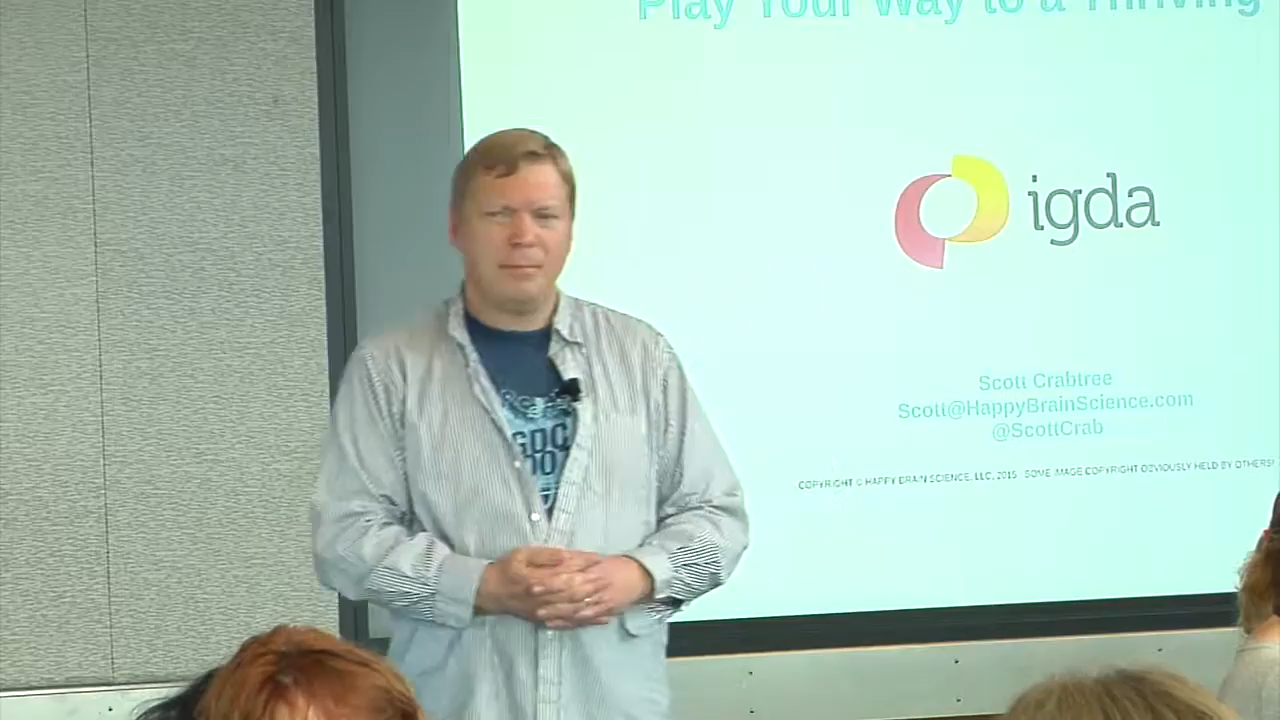 Play Your Way to a Thriving
igda
Scott Crabtree
Scott@HappyBrainScience.com
@ScottCrab
COPYRIGHT © HAPPY BRAIN SCIENCE, LLC, 2015 SOME IMAGE COPYRIGHT OBVIOUSLY HELD BY OTHERS!
GDC